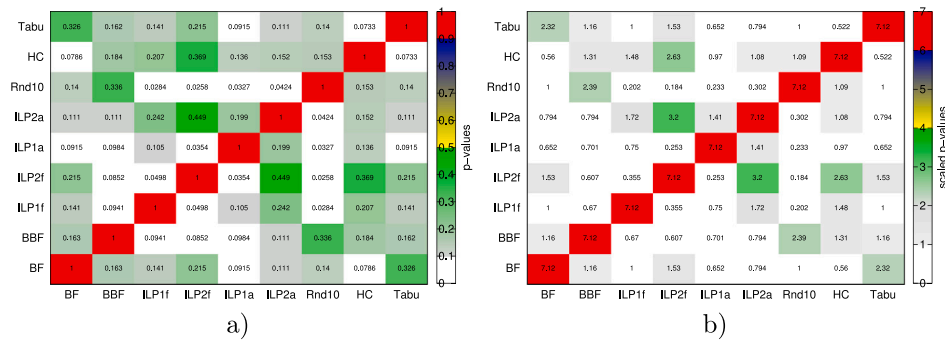 Tabu 0.326 0.162 0.141 0.215 0.0915 0.111 0.14 0.0733 1
HC 0.0786 0.184 0.207 0.369 0.136 0.152 0.153 1 0.0733
Rnd10 0.14 0.336 0.0284 0.0258 0.0327 0.0424 1 0.153 0.14
ILP2a 0.111 0.111 0.242 0.449 0.199 1 0.0424 0.152 0.111
ILP1a 0.0915 0.0984 0.105 0.0354 1 0.199 0.0327 0.136 0.0915
ILP2f 0.215 0.0852 0.0498 1 0.0354 0.449 0.0258 0.369 0.215
ILP1f 0.141 0.0941 1 0.0498 0.105 0.242 0.0284 0.207 0.141
BBF 0.163 1 0.0941 0.0852 0.0984 0.111 0.336 0.184 0.162
BF 1 0.163 0.141 0.215 0.0915 0.111 0.14 0.0786 0.326
BF BBF ILP1f ILP2f ILP1a ILP2a Rnd10 HC Tabu
1
0.9
0.8
0.7
0.6
0.5
0.4
0.3
0.2
0.1
0
p-values
a)
Tabu 2.32 1.16 1 1.53 0.652 0.794 1 0.522 7.12
HC 0.56 1.31 1.48 2.63 0.97 1.08 1.09 7.12 0.522
Rnd10 1 2.39 0.202 0.184 0.233 0.302 7.12 1.09 1
ILP2a 0.794 0.794 1.72 3.2 1.41 7.12 0.302 1.08 0.794
ILP1a 0.652 0.701 0.75 0.253 7.12 1.41 0.233 0.97 0.652
ILP2f 1.53 0.607 0.355 7.12 0.253 3.2 0.184 2.63 1.53
ILP1f 1 0.67 7.12 0.355 0.75 1.72 0.202 1.48 1
BBF 1.16 7.12 0.67 0.607 0.701 0.794 2.39 1.31 1.16
BF 7.12 1.16 1 1.53 0.652 0.794 1 0.56 2.32
BF BBF ILP1f ILP2f ILP1a ILP2a Rnd10 HC Tabu
7
6
5
4
3
2
1
0
scaled p-values
b)